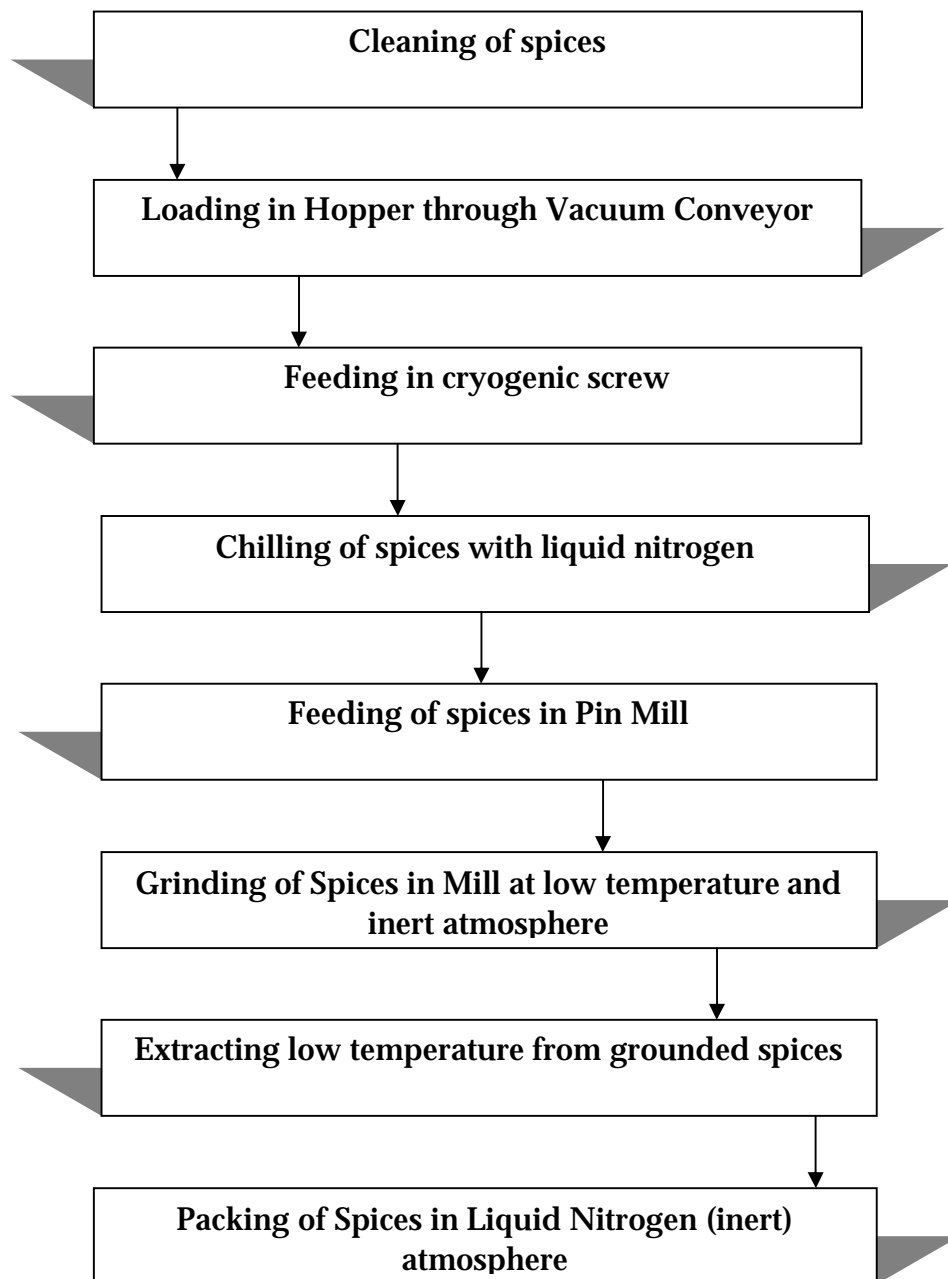 Cleaning of spices
Loading in Hopper through Vacuum Conveyor
Feeding in cryogenic screw
Chilling of spices with liquid nitrogen
Feeding of spices in Pin Mill
Grinding of Spices in Mill at low temperature and
inert atmosphere
Extracting low temperature from grounded spices
Packing of Spices in Liquid Nitrogen (inert)
atmosphere